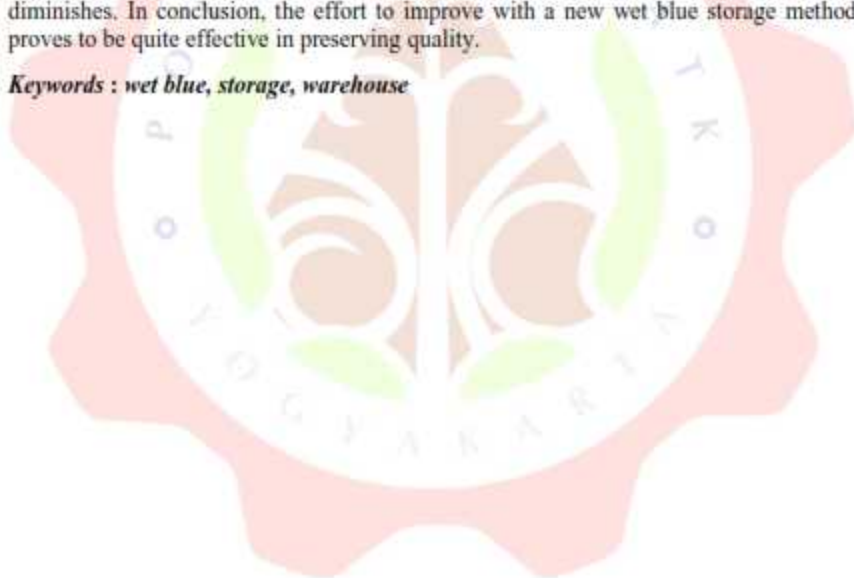 diminishes. In conclusion, the effort to improve with a new wet blue storage method
proves to be quite effective in preserving quality.
Keywords : wet blue, storage, warehouse
P O
T K
YOGYAKARTA